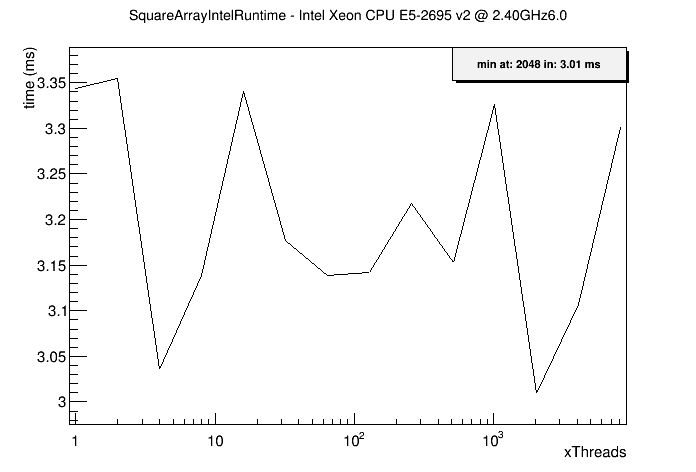 SquareArrayIntelRuntime - Intel Xeon CPU E5-2695 v2 @ 2.40GHz6.0
time (ms)
min at: 2048 in: 3.01 ms
3.35
3.3
3.25
3.2
3.15
3.1
3.05
3
1 10 10² 10³
xThreads